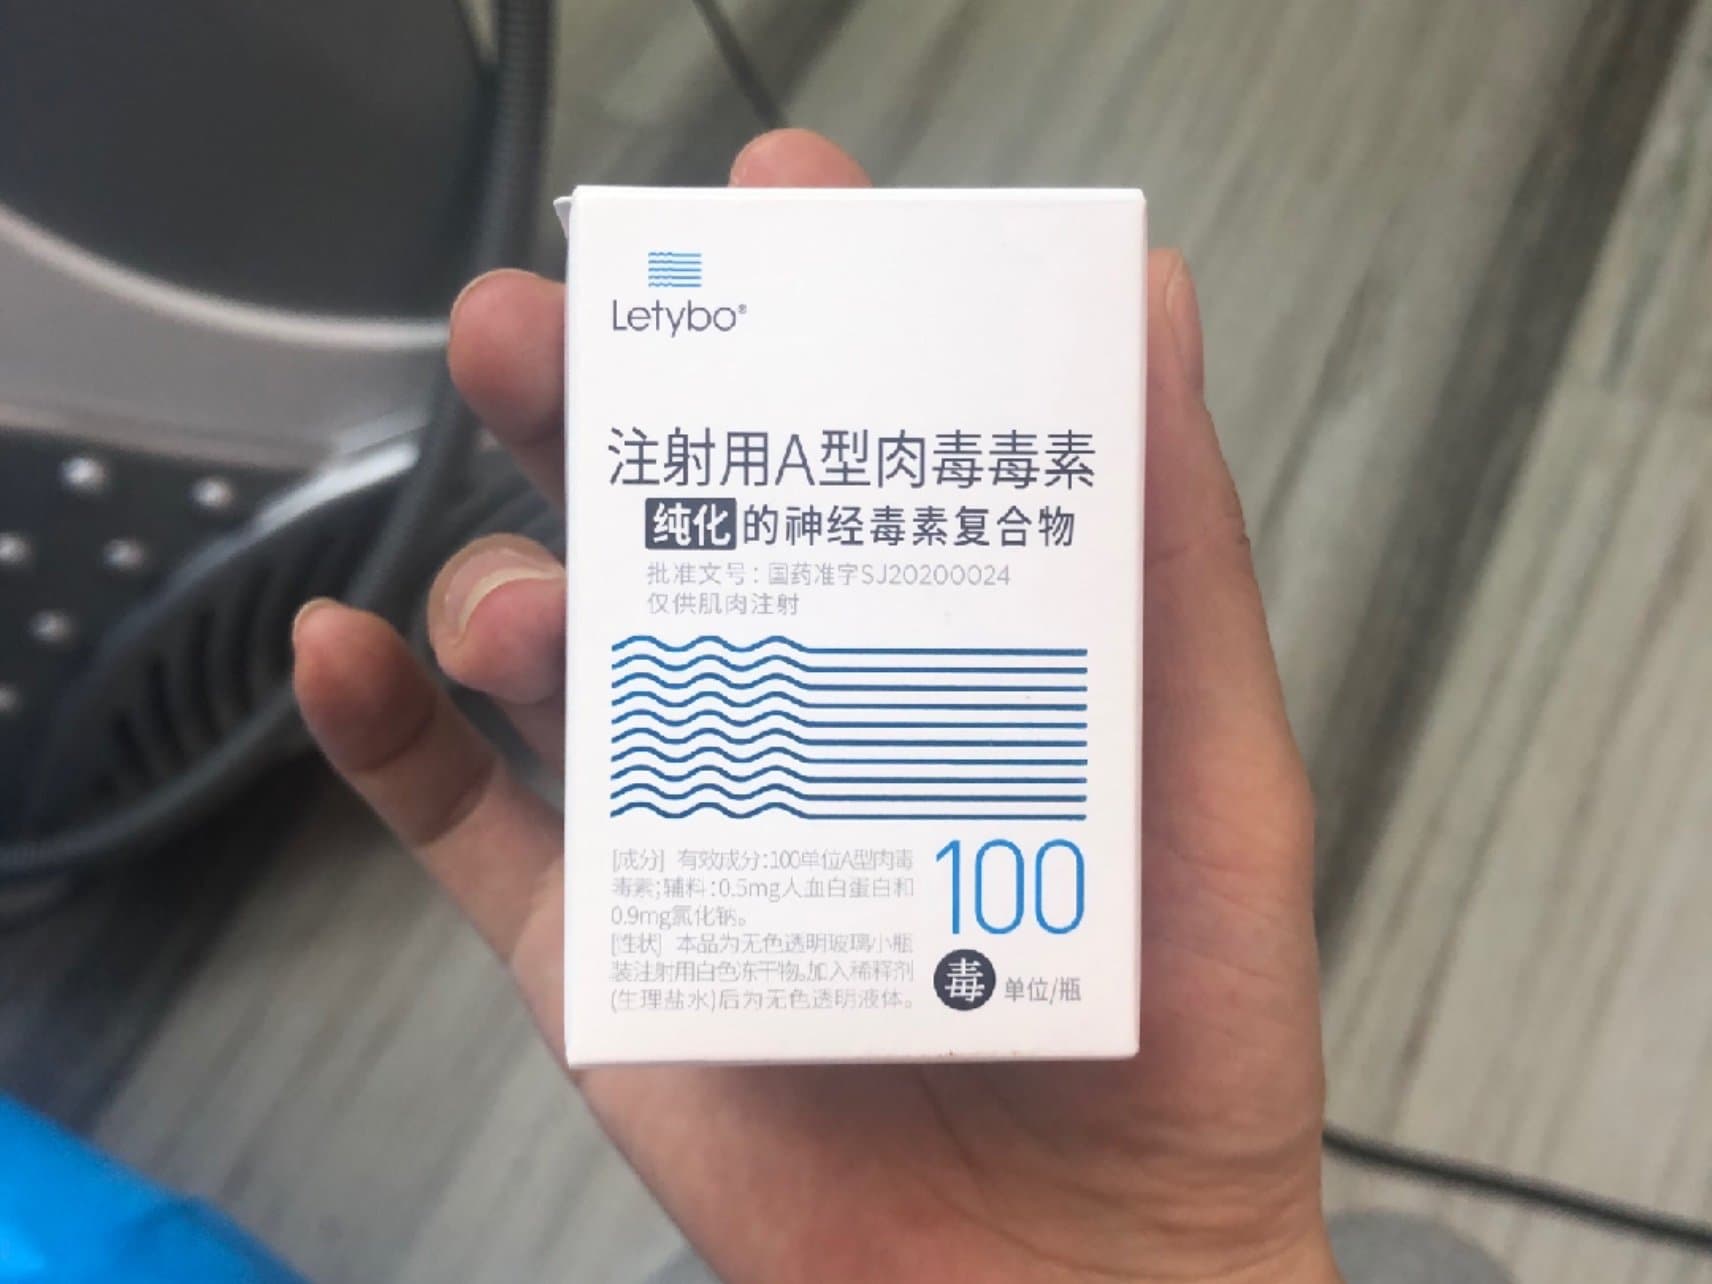 Letybo®
注射用A型肉毒毒素
纯化的神经毒素复合物
批准文号：国药准字SJ20200024
仅供肌肉注射
[成分] 有效成分：100单位A型肉毒
毒素；辅料：0.5mg人血白蛋白和
0.9mg氯化钠。
[性状] 本品为无色透明玻璃小瓶
装注射用白色冻干物。加入稀释剂
(生理盐水)后为无色透明液体。
100
毒 单位/瓶